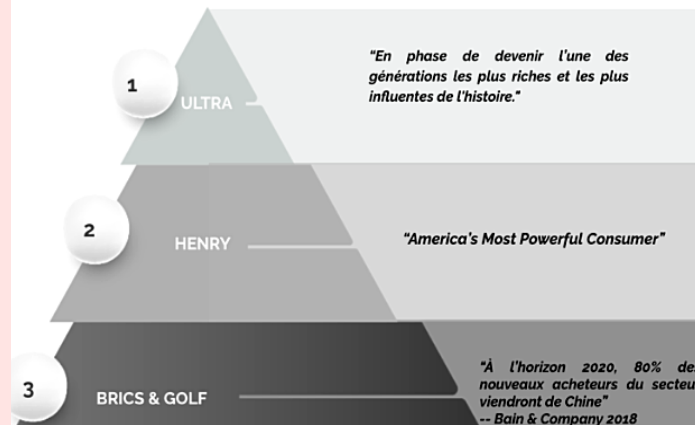 1
ULTRA
“En phase de devenir l’une des
générations les plus riches et les plus
influentes de l'histoire.”
2
HENRY
“America’s Most Powerful Consumer”
3
BRICS & GOLF
“À l’horizon 2020, 80% de
nouveaux acheteurs du secteu
viendront de Chine”
-- Bain & Company 2018